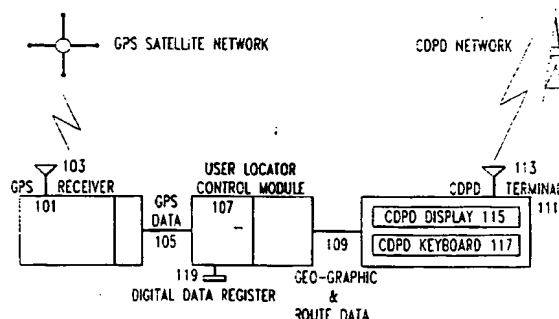 GPS SATELLITE NETWORK
CDPD NETWORK
103
GPS RECEIVER
101
GPS
DATA
105
USER LOCATOR
CONTROL MODULE
107
119
DIGITAL DATA REGISTER
109
GEO-GRAPHIC
&
ROUTE DATA
113
CDPD TERMINAL
111
CDPD DISPLAY 115
CDPD KEYBOARD 117